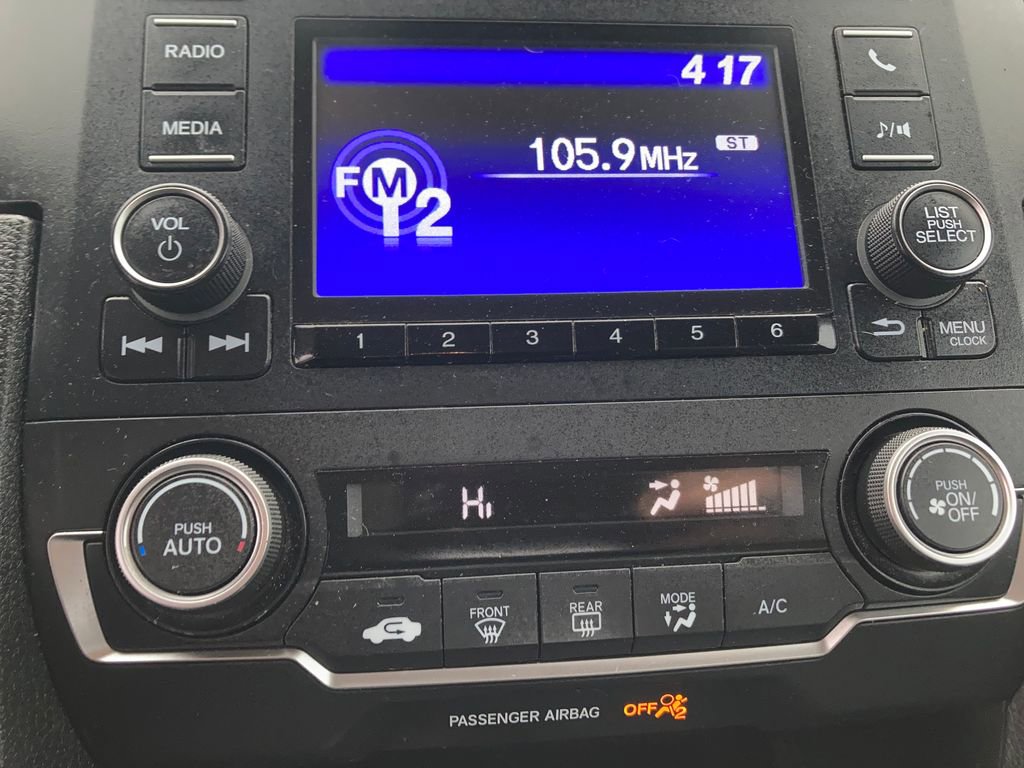 RADIO
MEDIA
VOL
4 17
105.9 MHz
ST
FM 2
LIST
PUSH
SELECT
1 2 3 4 5 6
MENU
CLOCK
PUSH
AUTO
Hi
PUSH
ON/
OFF
FRONT
REAR
MODE
A/C
PASSENGER AIRBAG
OFF 2